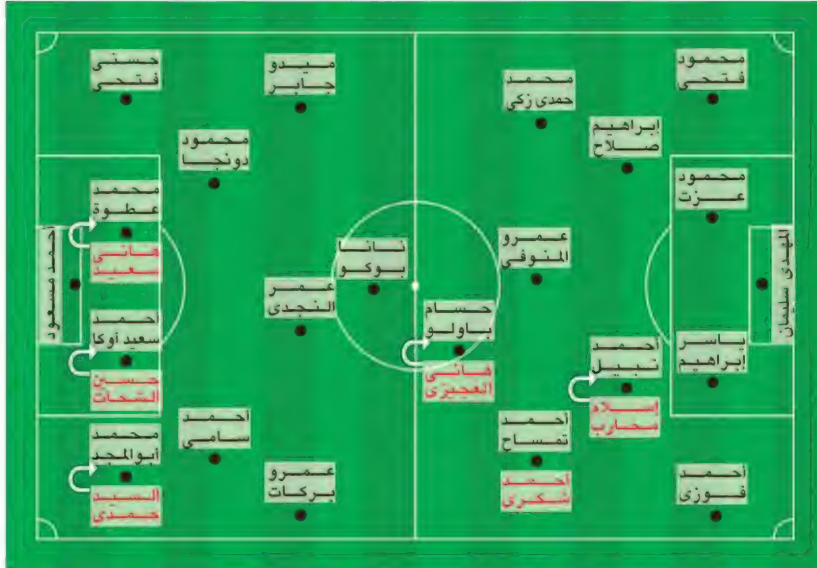 حسنى
فتحى
ميدو
جابر
محمد
حمدى زكى
محمود
فتحى
محمود
دونجا
إبراهيم
صلاح
محمد
عطوة
هانى
سعيد
محمود
عزت
أحمد مسعود
نانا
بوكو
عمرو
المنوفى
المهدى سليمان
عمر
النجدى
حسام
باولو
هانى
العجيزى
أحمد
سعيد أوكا
حسين
الشحات
أحمد
نبيل
إسلام
محارب
ياسر
إبراهيم
محمد
أبوالمجد
السيد
حمدى
أحمد
سامى
عمرو
بركات
أحمد
تمساح
أحمد
شكرى
أحمد
فوزى